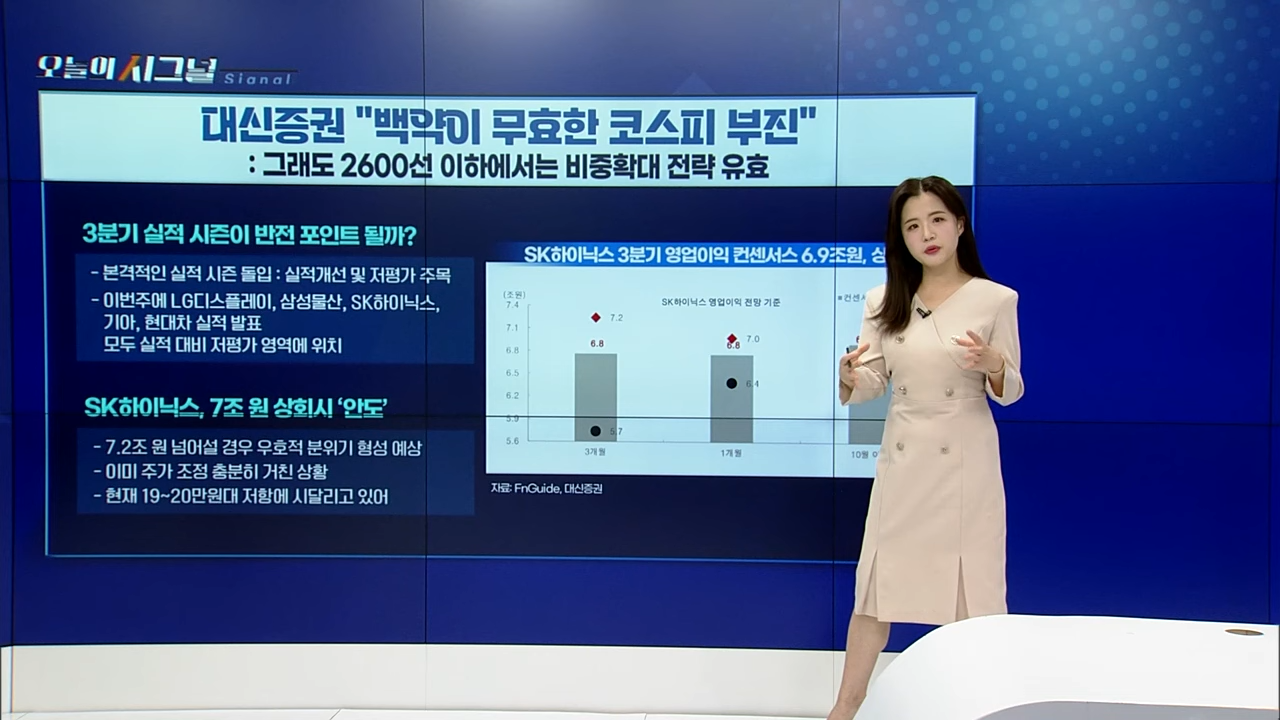 오늘의 시그널
Signal
대신증권 "백약이 무효한 코스피 부진"
: 그래도 2600선 이하에서는 비중확대 전략 유효
3분기 실적 시즌이 반전 포인트 될까?
- 본격적인 실적 시즌 돌입 : 실적개선 및 저평가 주목
- 이번주에 LG디스플레이, 삼성물산, SK하이닉스,
기아, 현대차 실적 발표
모두 실적 대비 저평가 영역에 위치
SK하이닉스, 7조 원 상회시 '안도'
- 7.2조 원 넘어설 경우 우호적 분위기 형성 예상
- 이미 주가 조정 충분히 거친 상황
- 현재 19~20만원대 저항에 시달리고 있어
SK하이닉스 3분기 영업이익 컨센서스 6.9조원, 상
(조원)
SK하이닉스 영업이익 전망 기준
■컨센서
7.4
7.1
6.8
6.5
6.2
5.9
5.6
7.2
6.8
5.7
7.0
6.8
6.4
3개월
1개월
10월
자료: FnGuide, 대신증권